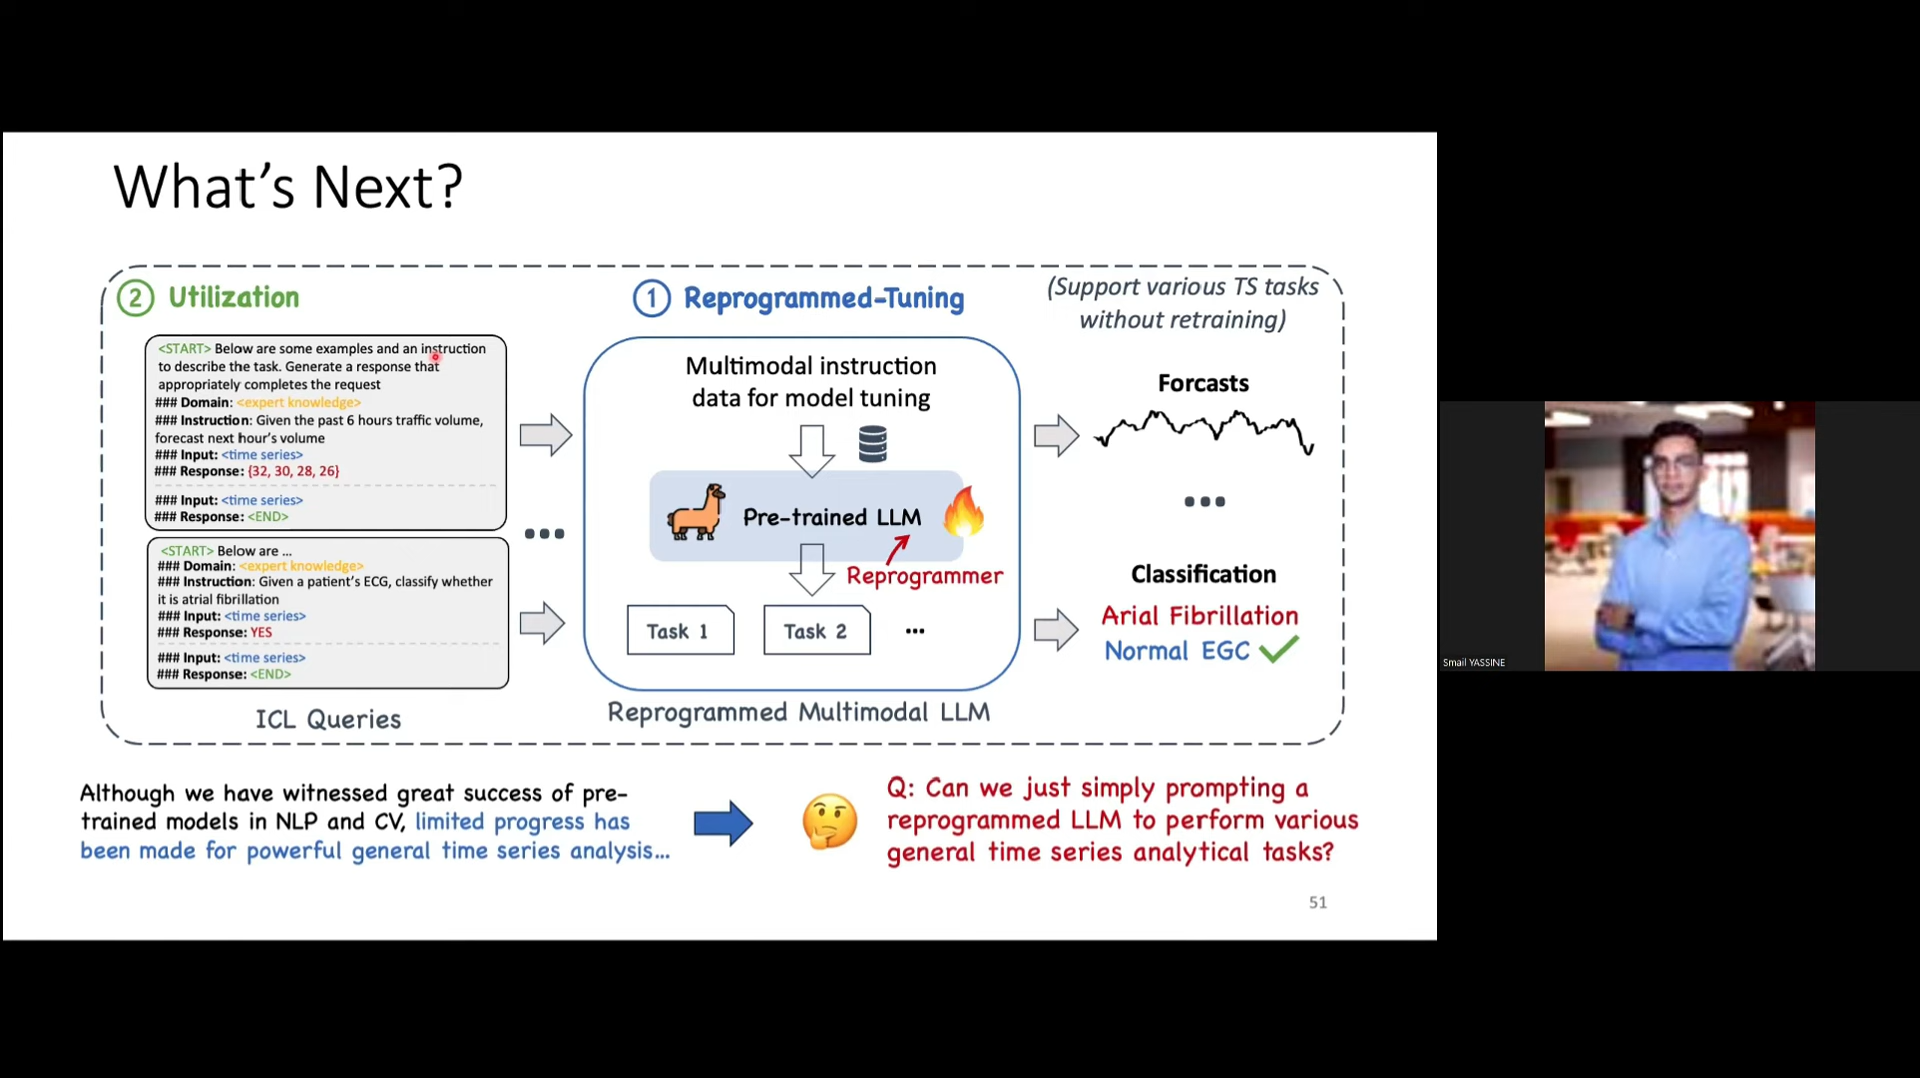 What's Next?
2 Utilization
<START> Below are some examples and an instruction
to describe the task. Generate a response that
appropriately completes the request
### Domain: <expert knowledge>
### Instruction: Given the past 6 hours traffic volume,
forecast next hour's volume
### Input: <time series>
### Response: {32, 30, 28, 26}
### Input: <time series>
### Response: <END>
<START> Below are ...
### Domain: <expert knowledge>
### Instruction: Given a patient's ECG, classify whether
it is atrial fibrillation
### Input: <time series>
### Response: YES
### Input: <time series>
### Response: <END>
ICL Queries
1 Reprogrammed-Tuning
Multimodal instruction
data for model tuning
Pre-trained LLM
Reprogrammer
Task 1
Task 2
...
Reprogrammed Multimodal LLM
(Support various TS tasks
without retraining)
Forcasts
Classification
Arial Fibrillation
Normal EGC
Although we have witnessed great success of pre-
trained models in NLP and CV, limited progress has
been made for powerful general time series analysis...
Q: Can we just simply prompting a
reprogrammed LLM to perform various
general time series analytical tasks?
51
Smail YASSINE